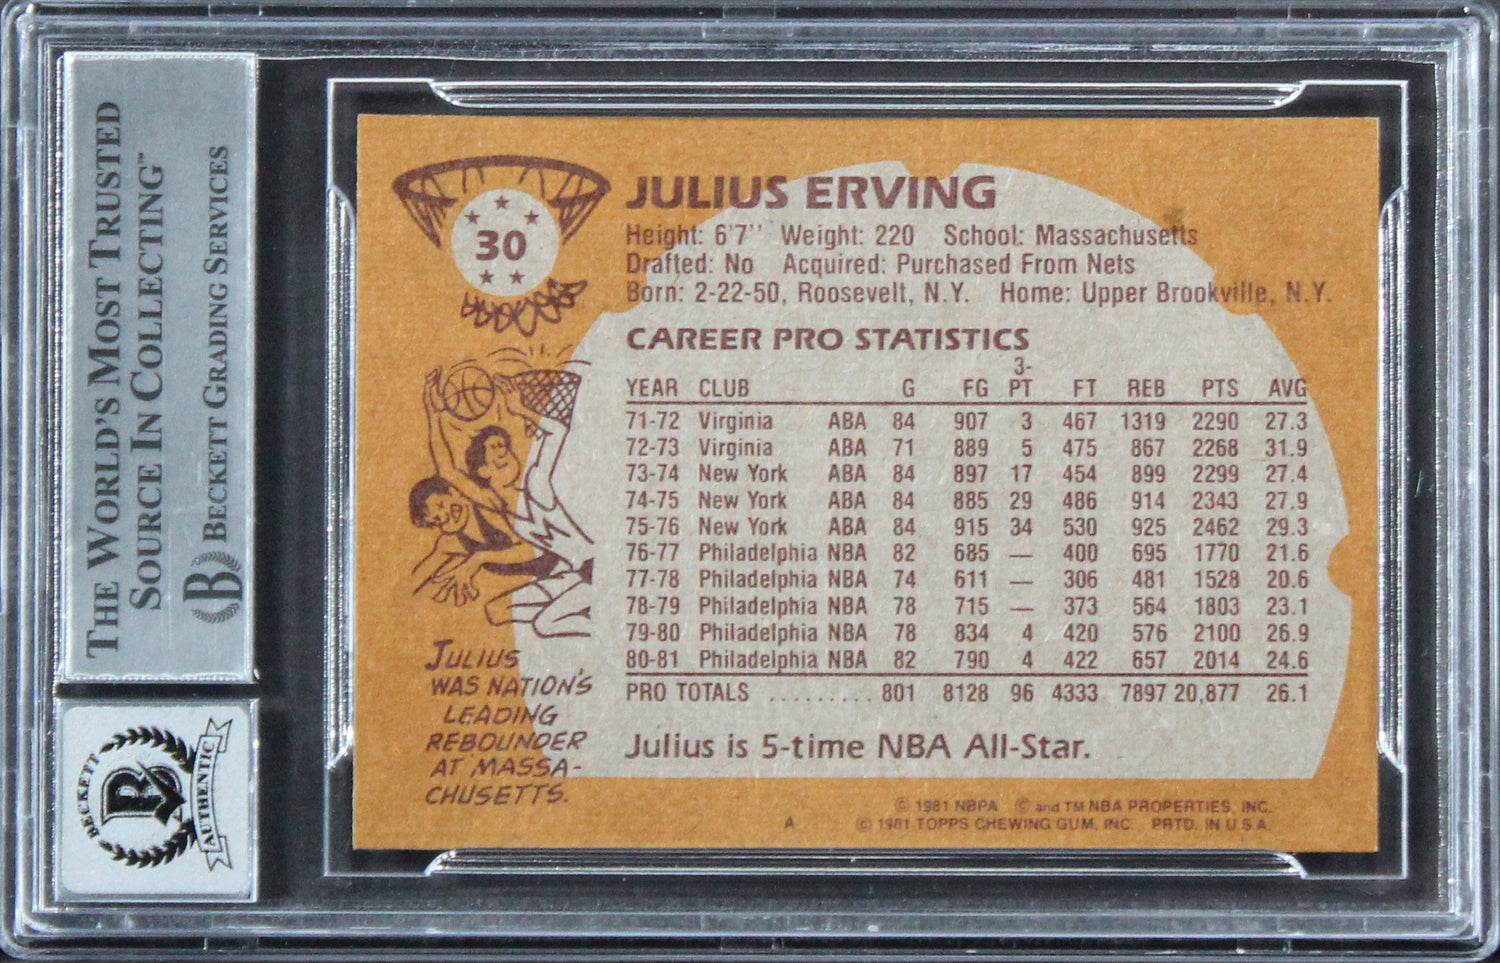 THE WORLD'S MOST TRUSTED
SOURCE IN COLLECTING™
BECKETT GRADING SERVICES
B
BECKETT
B
AUTHENTIC
30
JULIUS ERVING
Height: 6'7'' Weight: 220 School: Massachusetts
Drafted: No Acquired: Purchased From Nets
Born: 2-22-50, Roosevelt, N.Y. Home: Upper Brookville, N.Y.
CAREER PRO STATISTICS
YEAR CLUB G FG 3-PT FT REB PTS AVG
71-72 Virginia ABA 84 907 3 467 1319 2290 27.3
72-73 Virginia ABA 71 889 5 475 867 2268 31.9
73-74 New York ABA 84 897 17 454 899 2299 27.4
74-75 New York ABA 84 885 29 486 914 2343 27.9
75-76 New York ABA 84 915 34 530 925 2462 29.3
76-77 Philadelphia NBA 82 685 — 400 695 1770 21.6
77-78 Philadelphia NBA 74 611 — 306 481 1528 20.6
78-79 Philadelphia NBA 78 715 — 373 564 1803 23.1
79-80 Philadelphia NBA 78 834 4 420 576 2100 26.9
80-81 Philadelphia NBA 82 790 4 422 657 2014 24.6
PRO TOTALS .......... 801 8128 96 4333 7897 20,877 26.1
Julius is 5-time NBA All-Star.
JULIUS
WAS NATION'S
LEADING
REBOUNDER
AT MASSA-
CHUSETTS.
© 1981 NBPA © and TM NBA PROPERTIES, INC.
A © 1981 TOPPS CHEWING GUM, INC. PRTD. IN U.S.A.